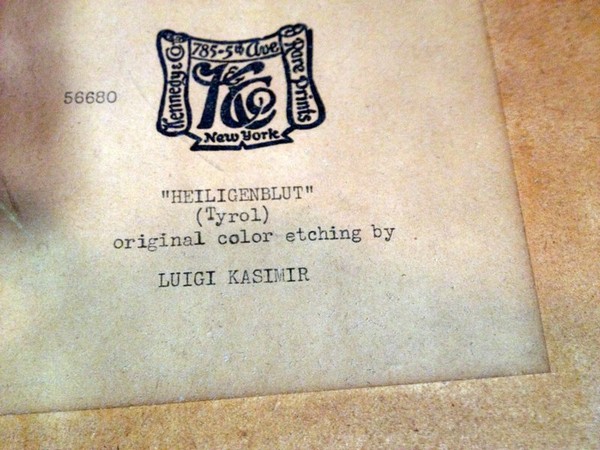 785-5th Ave
Kennedy & Co
K&Co
Rare Prints
New York
56680
"HEILIGENBLUT"
(Tyrol)
original color etching by
LUIGI KASIMIR